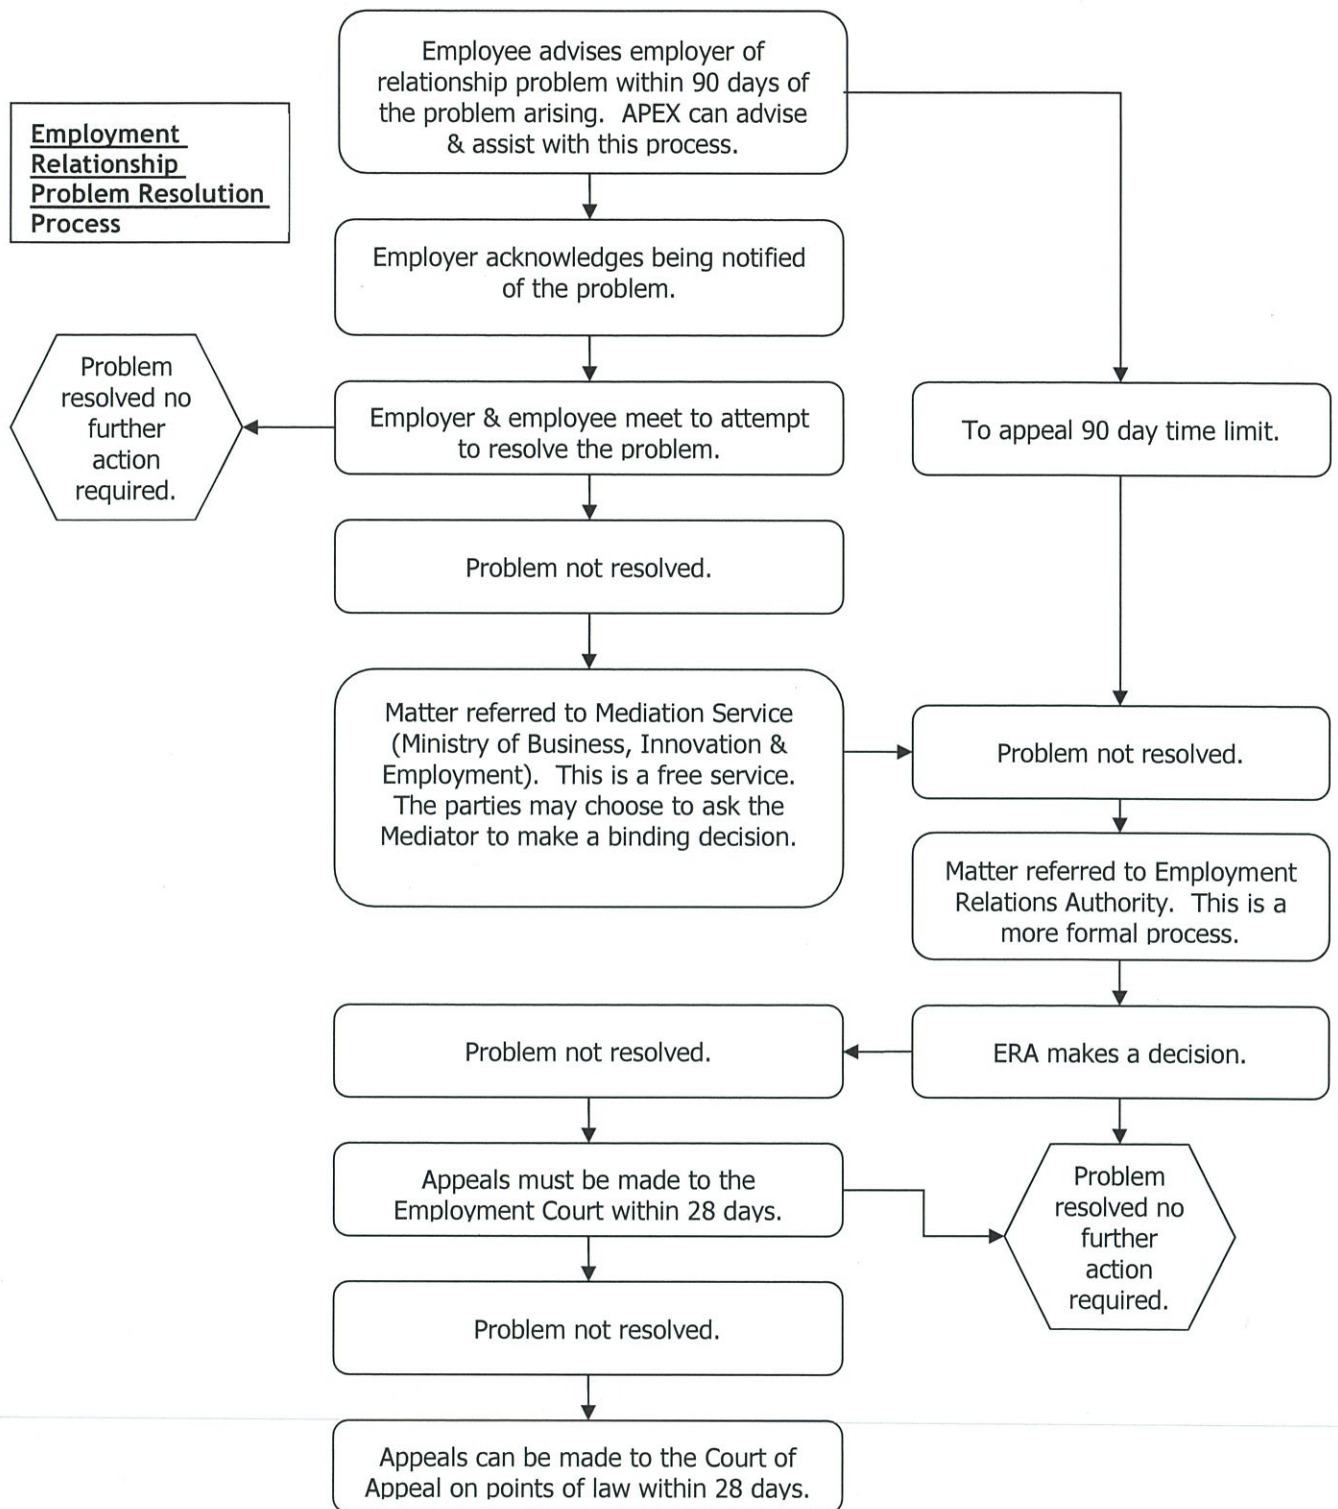 Employee advises employer of
relationship problem within 90 days of
the problem arising.  APEX can advise
& assist with this process.
Employment
Relationship
Problem Resolution
Process
Employer acknowledges being notified
of the problem.
Problem
resolved no
further
action
required.
Employer & employee meet to attempt
to resolve the problem.
To appeal 90 day time limit.
Problem not resolved.
Matter referred to Mediation Service
(Ministry of Business, Innovation &
Employment).  This is a free service.
The parties may choose to ask the
Mediator to make a binding decision.
Problem not resolved.
Matter referred to Employment
Relations Authority.  This is a
more formal process.
ERA makes a decision.
Problem not resolved.
Appeals must be made to the
Employment Court within 28 days.
Problem
resolved no
further
action
required.
Problem not resolved.
Appeals can be made to the Court of
Appeal on points of law within 28 days.